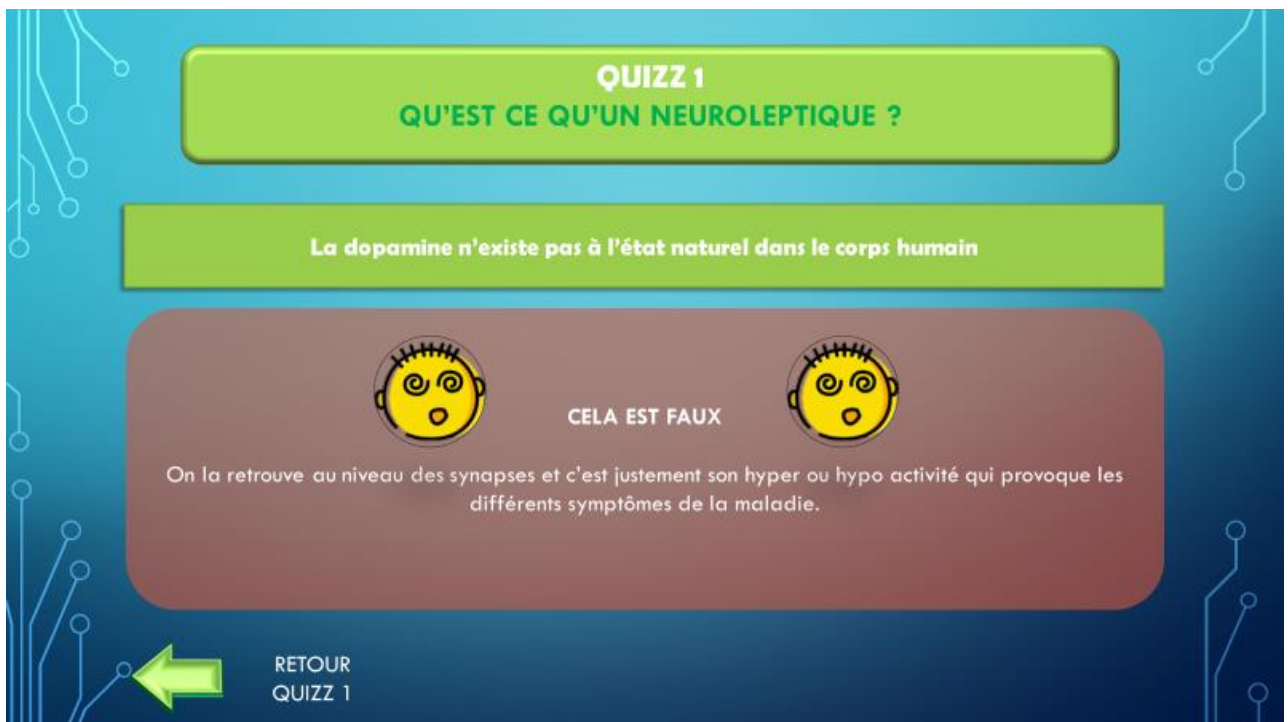 QUIZZ 1
QU'EST CE QU'UN NEUROLEPTIQUE ?
La dopamine n'existe pas à l'état naturel dans le corps humain
CELA EST FAUX
On la retrouve au niveau des synapses et c'est justement son hyper ou hypo activité qui provoque les
différents symptômes de la maladie.
RETOUR
QUIZZ 1